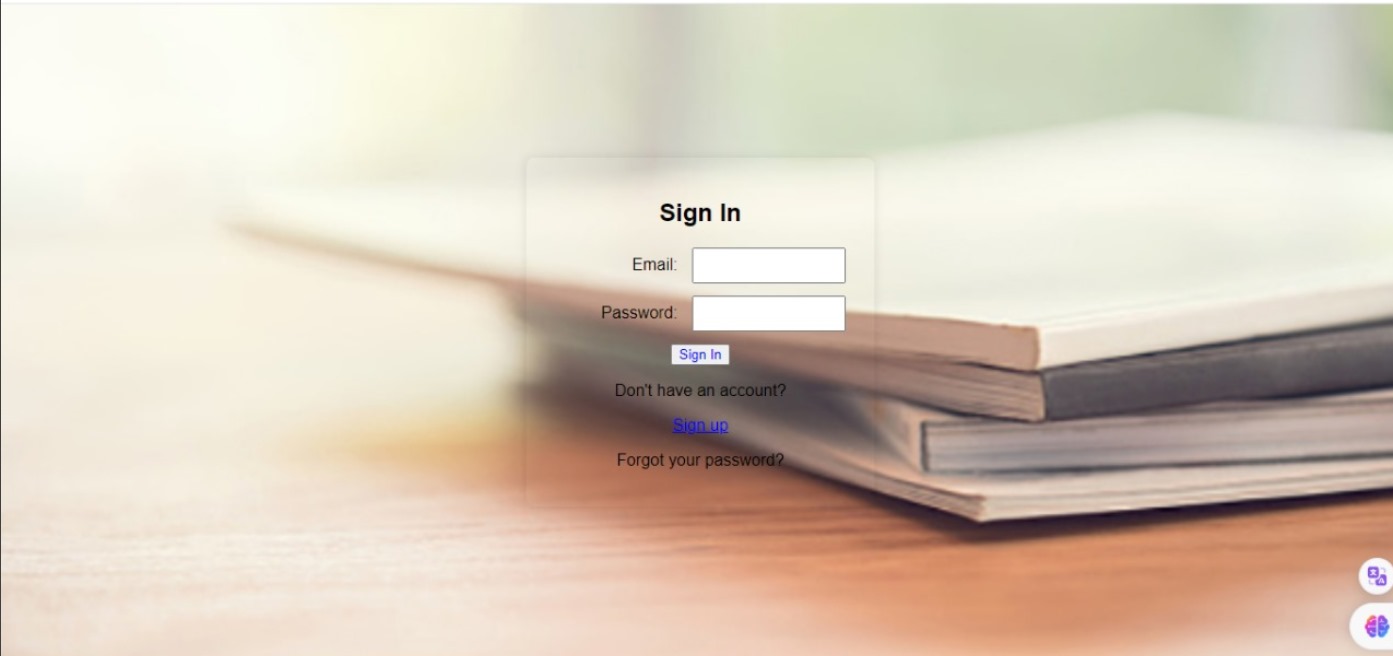 Sign In
Email:
Password:
Sign In
Don't have an account?
Sign up
Forgot your password?